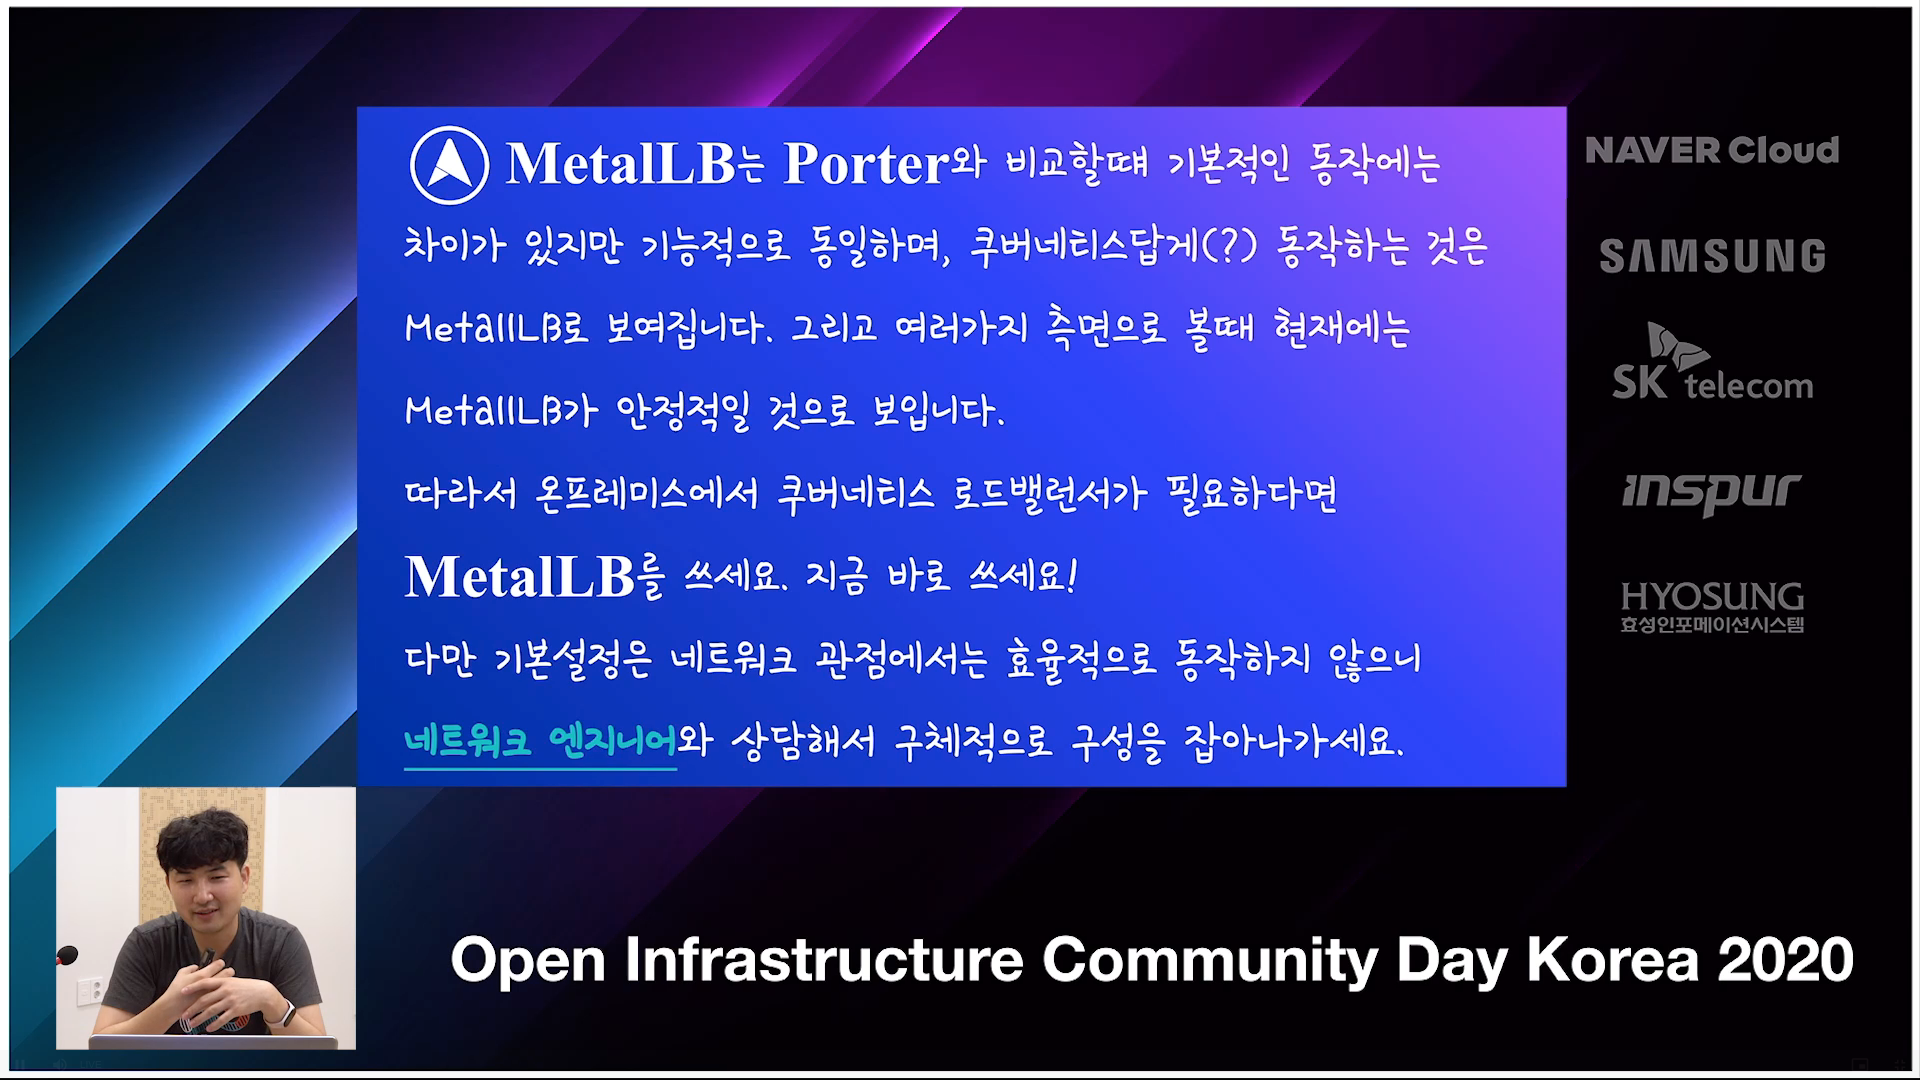 MetalLB는 Porter와 비교할떄 기본적인 동작에는
차이가 있지만 기능적으로 동일하며, 쿠버네티스답게(?) 동작하는 것은
MetalLB로 보여집니다. 그리고 여러가지 측면으로 볼때 현재에는
MetalLB가 안정적일 것으로 보입니다.
따라서 온프레미스에서 쿠버네티스 로드밸런서가 필요하다면
MetalLB를 쓰세요. 지금 바로 쓰세요!
다만 기본설정은 네트워크 관점에서는 효율적으로 동작하지 않으니
네트워크 엔지니어와 상담해서 구체적으로 구성을 잡아나가세요.
NAVER Cloud
SAMSUNG
SK telecom
inspur
HYOSUNG
효성인포메이션시스템
Open Infrastructure Community Day Korea 2020